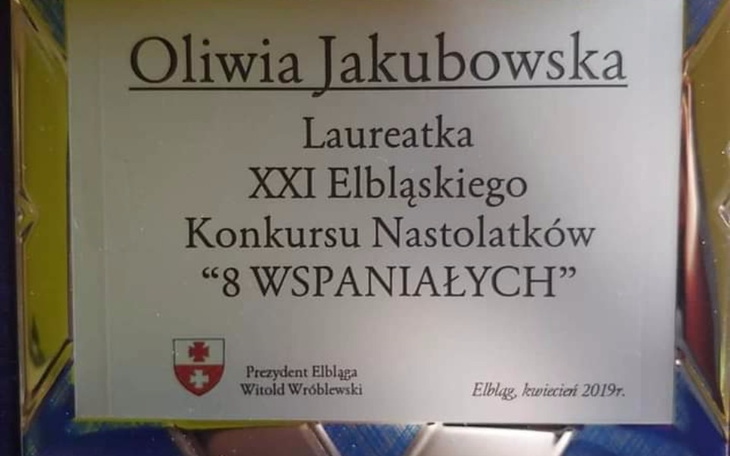 Oliwia Jakubowska
Laureatka
XXI Elbląskiego
Konkursu Nastolatków
“8 WSPANIAŁYCH”
Prezydent Elbląga
Witold Wróblewski
Elbląg, kwiecień 2019r.